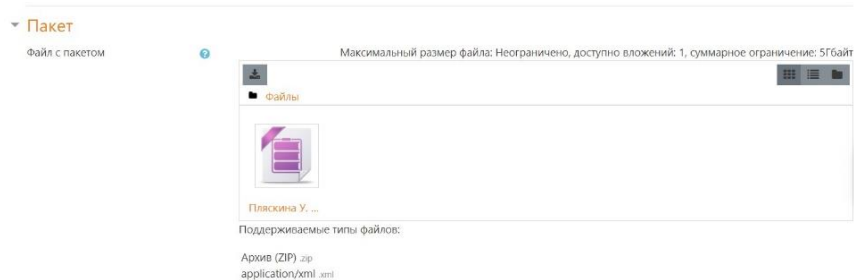 Пакет
Файл с пакетом
Максимальный размер файла: Неограничено, доступно вложений: 1, суммарное ограничение: 5Гбайт
Файлы
Пляскина У. ...
Поддерживаемые типы файлов:
Архив (ZIP) .zip
application/xml .xml